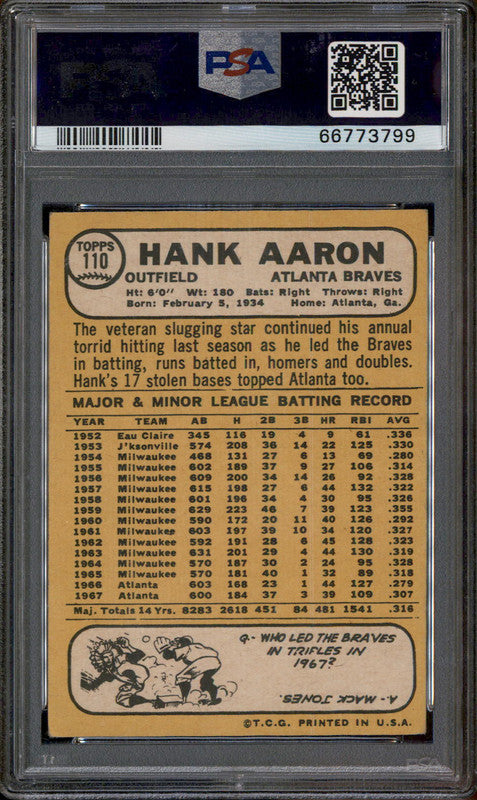 PSA
66773799
TOPPS
110
HANK AARON
OUTFIELD ATLANTA BRAVES
Ht: 6'0" Wt: 180 Bats: Right Throws: Right
Born: February 5, 1934 Home: Atlanta, Ga.
The veteran slugging star continued his annual
torrid hitting last season as he led the Braves
in batting, runs batted in, homers and doubles.
Hank's 17 stolen bases topped Atlanta too.
MAJOR & MINOR LEAGUE BATTING RECORD
YEAR TEAM AB H 2B 3B HR RBI AVG
1952 Eau Claire 345 116 19 4 9 61 .336
1953 J'ksonville 574 208 36 14 22 125 .330
1954 Milwaukee 468 131 27 6 13 69 .280
1955 Milwaukee 602 189 37 9 27 106 .314
1956 Milwaukee 609 200 34 14 26 92 .328
1957 Milwaukee 615 198 27 6 44 132 .322
1958 Milwaukee 601 196 34 4 30 95 .326
1959 Milwaukee 629 223 46 7 39 123 .355
1960 Milwaukee 590 172 20 11 40 126 .292
1961 Milwaukee 603 197 39 10 34 120 .327
1962 Milwaukee 592 191 28 6 45 128 .323
1963 Milwaukee 631 201 29 4 44 130 .319
1964 Milwaukee 570 187 30 2 24 95 .328
1965 Milwaukee 570 181 40 1 32 89 .318
1966 Atlanta 603 168 23 1 44 127 .279
1967 Atlanta 600 184 37 3 39 109 .307
Maj. Totals 14 Yrs. 8283 2618 451 84 481 1541 .316
Q- WHO LED THE BRAVES
IN TRIPLES IN
1967?
A- MACK JONES.
©T.C.G. PRINTED IN U.S.A.
PSA